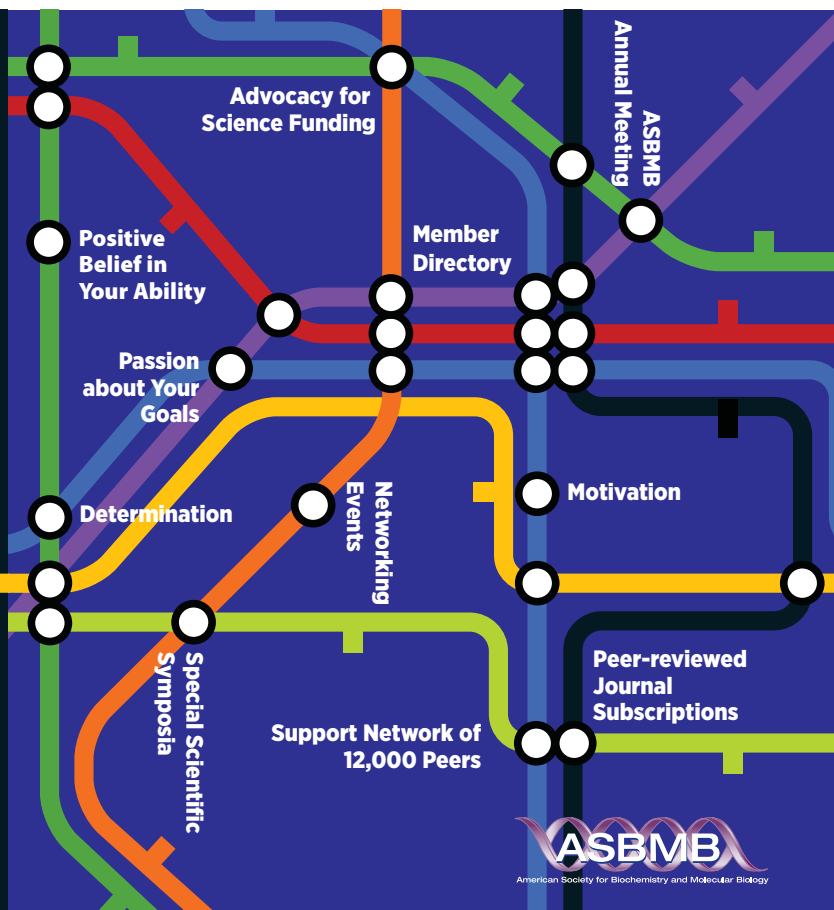 Advocacy for
Science Funding
Annual Meeting
ASBMB
Positive
Belief in
Your Ability
Member
Directory
Passion
about Your
Goals
Determination
Networking
Events
Motivation
Special Scientific
Symposia
Peer-reviewed
Journal
Subscriptions
Support Network of
12,000 Peers
ASBMB
American Society for Biochemistry and Molecular Biology